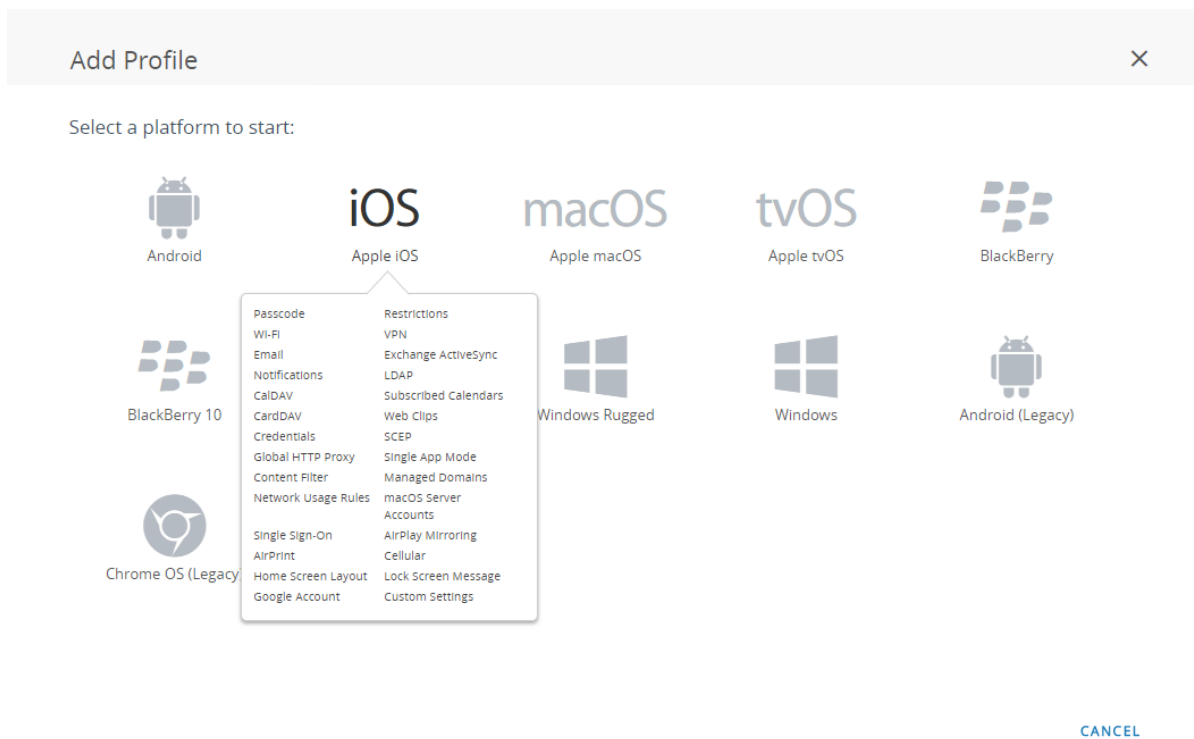 Add Profile
Select a platform to start:
iOS
macOS
tvOS
Android
Apple iOS
Apple macOS
Apple tvOS
BlackBerry
Passcode
Restrictions
Wi-Fi
VPN
Email
Exchange ActiveSync
Notifications
LDAP
CalDAV
Subscribed Calendars
CardDAV
Web Clips
Credentials
SCEP
Global HTTP Proxy
Single App Mode
Content Filter
Managed Domains
Network Usage Rules
macOS Server
Accounts
Single Sign-On
AirPlay Mirroring
AirPrint
Cellular
Home Screen Layout
Lock Screen Message
Google Account
Custom Settings
BlackBerry 10
Windows Rugged
Windows
Android (Legacy)
Chrome OS (Legacy)
CANCEL